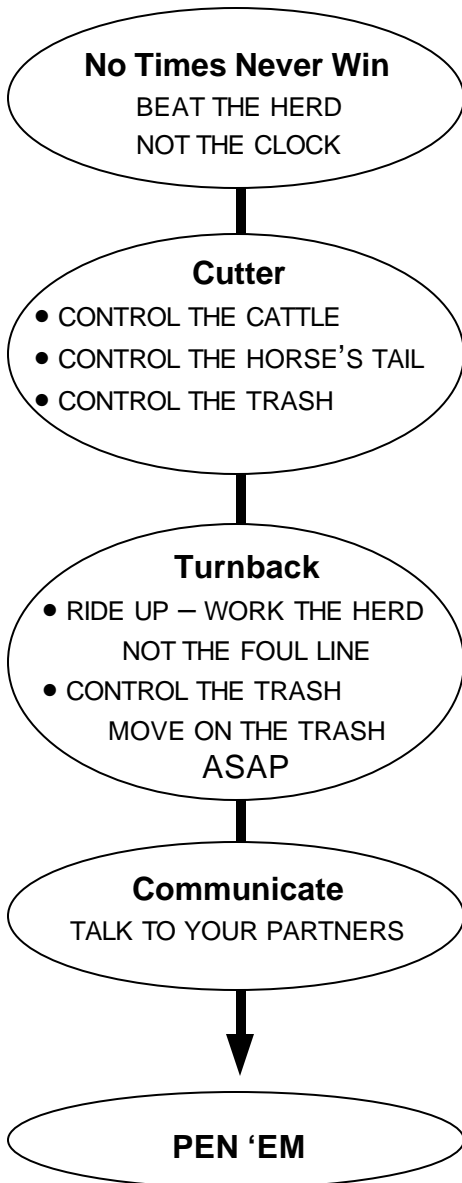 No Times Never Win
BEAT THE HERD
NOT THE CLOCK
Cutter
• CONTROL THE CATTLE
• CONTROL THE HORSE’S TAIL
• CONTROL THE TRASH
Turnback
• RIDE UP – WORK THE HERD
NOT THE FOUL LINE
• CONTROL THE TRASH
MOVE ON THE TRASH
ASAP
Communicate
TALK TO YOUR PARTNERS
PEN ‘EM